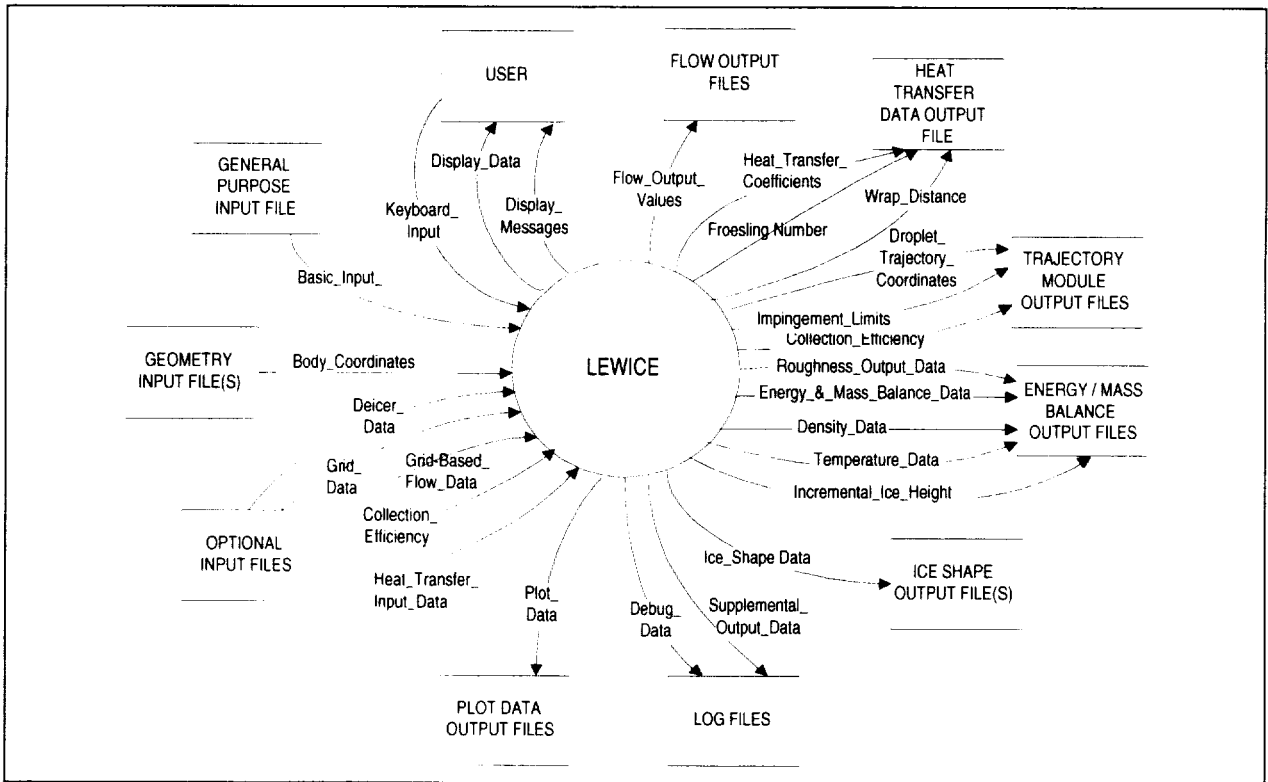 USER
FLOW OUTPUT
FILES
HEAT
TRANSFER
DATA OUTPUT
FILE
GENERAL
PURPOSE
INPUT FILE
Display_Data
Keyboard_
Input
Display_
Messages
Flow_Output_
Values
Heat_Transfer_
Coefficients
Froesling Number
Wrap_Distance
Basic_Input_
Droplet_
Trajectory_
Coordinates
TRAJECTORY
MODULE
OUTPUT FILES
Impingement_Limits
Collection_Efficiency
GEOMETRY
INPUT FILE(S)
Body_Coordinates
LEWICE
Roughness_Output_Data
Energy_&_Mass_Balance_Data
Density_Data
Temperature_Data
Incremental_Ice_Height
ENERGY / MASS
BALANCE
OUTPUT FILES
Deicer_
Data
Grid_
Data
Grid-Based_
Flow_Data
Collection_
Efficiency
Heat_Transfer_
Input_Data
OPTIONAL
INPUT FILES
Plot_
Data
Debug_
Data
Supplemental_
Output_Data
Ice_Shape Data
ICE SHAPE
OUTPUT FILE(S)
PLOT DATA
OUTPUT FILES
LOG FILES